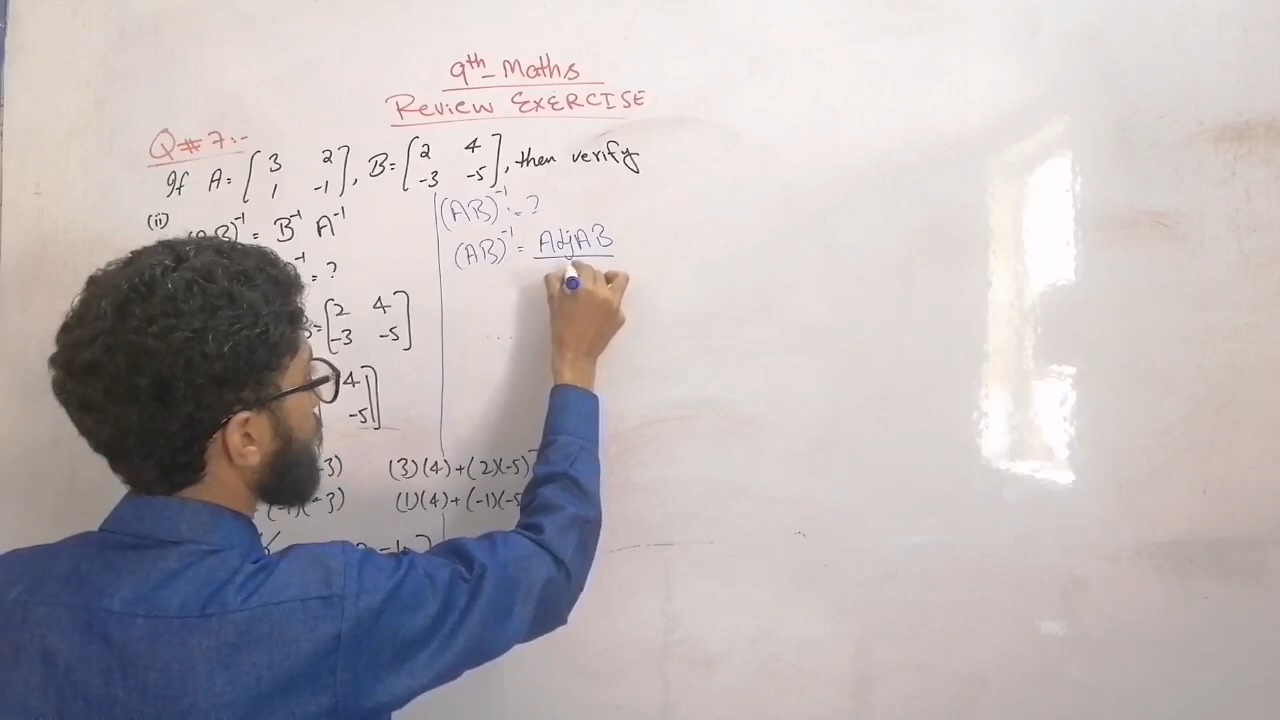 9th - Maths
Review EXERCISE
Q # 7:-
If A = [3 2; 1 -1], B = [2 4; -3 -5], then verify
(ii)
(AB)⁻¹ = B⁻¹ A⁻¹
⁻¹ = ?
= [2 4; -3 -5]
4
-5]
-3) (3)(4)+(2)(-5)
(-1)(-3) (1)(4)+(-1)(-5
(AB)⁻¹ = ?
(AB)⁻¹ = AdjAB